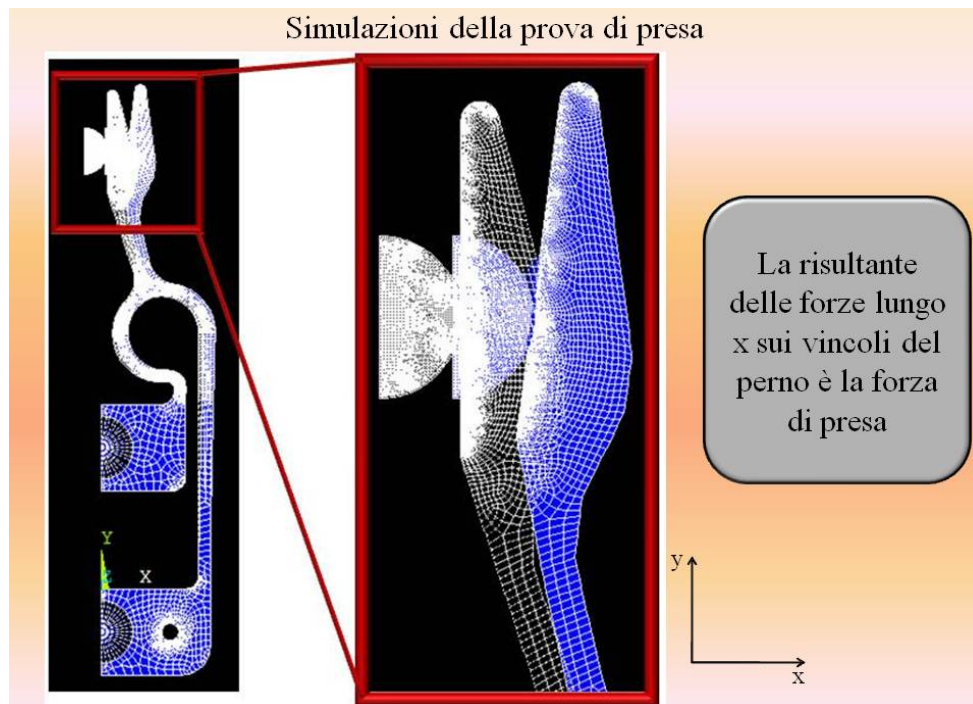 Simulazioni della prova di presa
La risultante
delle forze lungo
x sui vincoli del
perno è la forza
di presa
Y
X
y
x